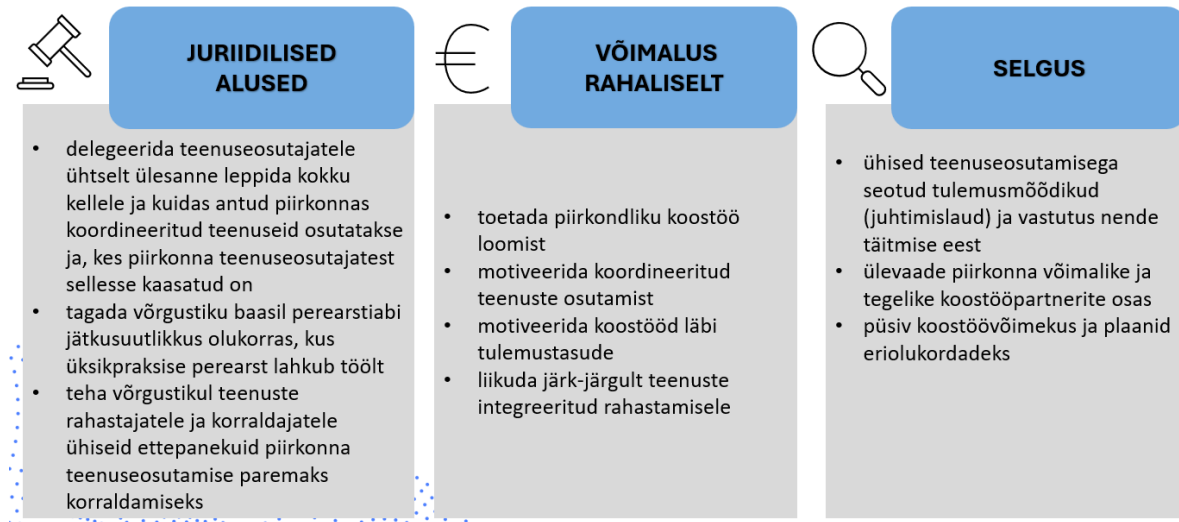 JURIIDILISED
ALUSED
• delegeerida teenuseosutajatele
ühtselt ülesanne leppida kokku
kellele ja kuidas antud piirkonnas
koordineeritud teenuseid osutatakse
ja, kes piirkonna teenuseosutajatest
sellesse kaasatud on
• tagada võrgustiku baasil perearstiabi
jätkusuutlikkus olukorras, kus
üksikpraksise perearst lahkub töölt
• teha võrgustikul teenuste
rahastajatele ja korraldajatele
ühiseid ettepanekuid piirkonna
teenuseosutamise paremaks
korraldamiseks
VÕIMALUS
RAHALISELT
• toetada piirkondliku koostöö
loomist
• motiveerida koordineeritud
teenuste osutamist
• motiveerida koostööd läbi
tulemustasude
• liikuda järk-järgult teenuste
integreeritud rahastamisele
SELGUS
• ühised teenuseosutamisega
seotud tulemusmõõdikud
(juhtimislaud) ja vastutus nende
täitmise eest
• ülevaade piirkonna võimalike ja
tegelike koostööpartnerite osas
• püsiv koostöövõimekus ja plaanid
eriolukordadeks